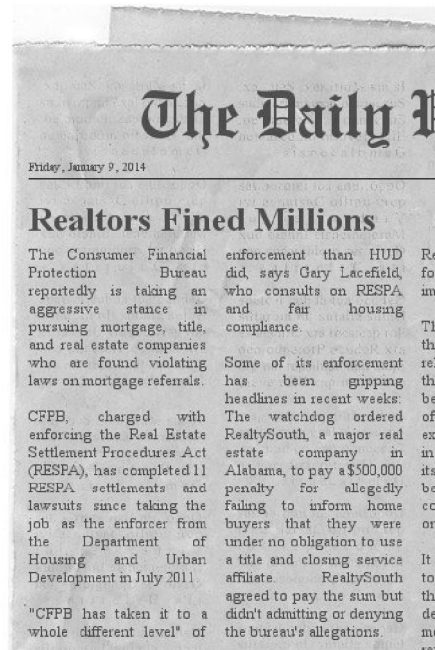 The Daily
Friday, January 9, 2014
Realtors Fined Millions
The Consumer Financial
Protection Bureau
reportedly is taking an
aggressive stance in
pursuing mortgage, title,
and real estate companies
who are found violating
laws on mortgage referrals.
CFPB, charged with
enforcing the Real Estate
Settlement Procedures Act
(RESPA), has completed 11
RESPA settlements and
lawsuits since taking the
job as the enforcer from
the Department of
Housing and Urban
Development in July 2011.
"CFPB has taken it to a
whole different level" of
enforcement than HUD
did, says Gary Lacefield,
who consults on RESPA
and fair housing
compliance.
Some of its enforcement
has been gripping
headlines in recent weeks:
The watchdog ordered
RealtySouth, a major real
estate company in
Alabama, to pay a $500,000
penalty for allegedly
failing to inform home
buyers that they were
under no obligation to use
a title and closing service
affiliate. RealtySouth
agreed to pay the sum but
didn't admitting or denying
the bureau's allegations.